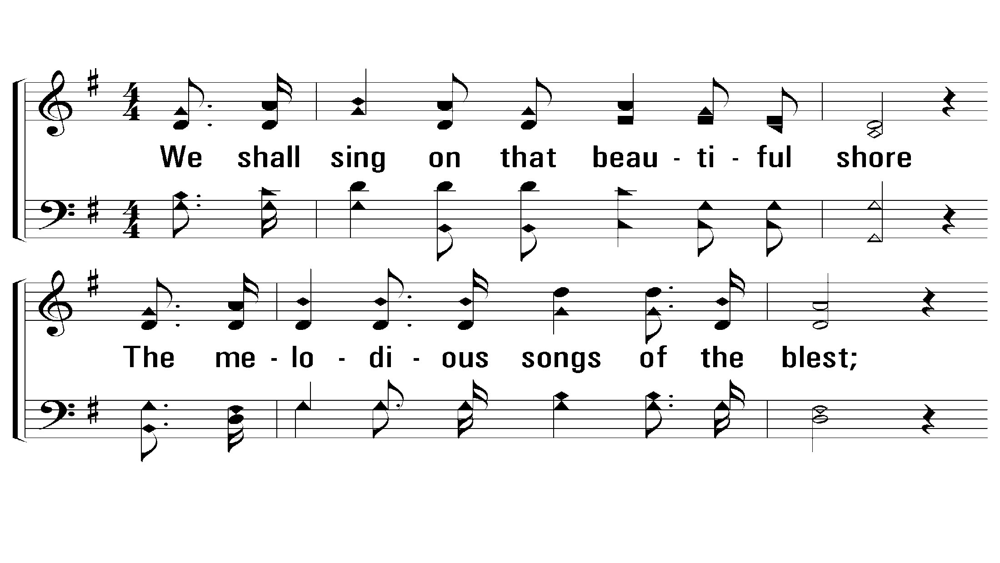 We shall sing on that beau - ti - ful shore
The me - lo - di - ous songs of the blest;